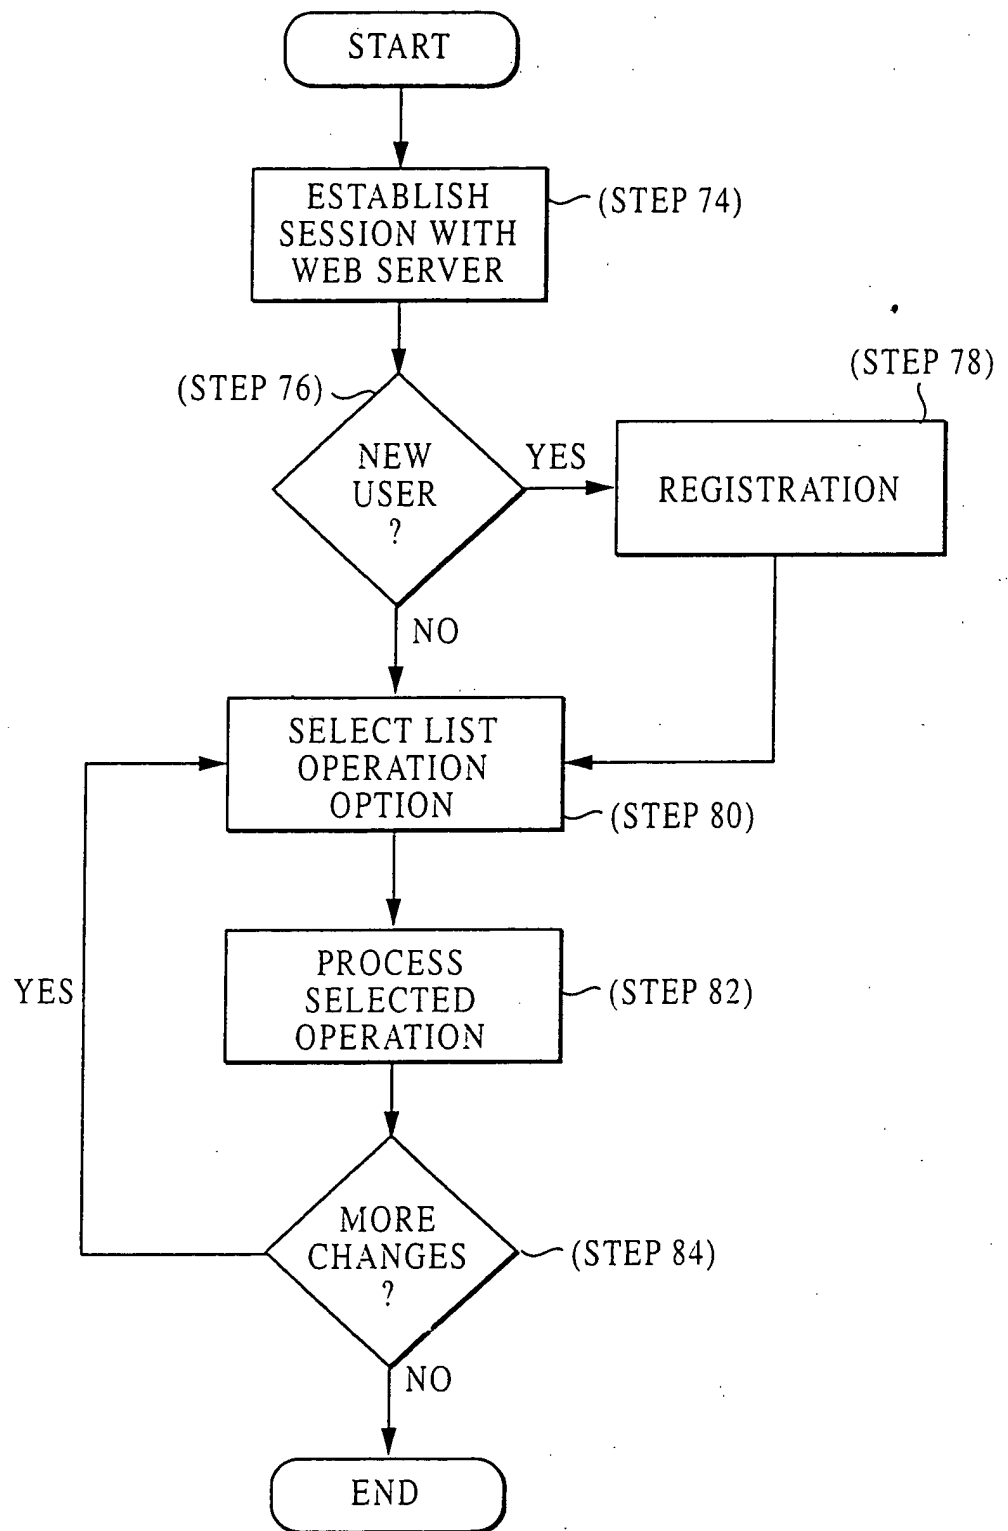 START
ESTABLISH
SESSION WITH
WEB SERVER
(STEP 74)
(STEP 76)
NEW
USER
?
YES
(STEP 78)
REGISTRATION
NO
SELECT LIST
OPERATION
OPTION
(STEP 80)
PROCESS
SELECTED
OPERATION
(STEP 82)
YES
MORE
CHANGES
?
(STEP 84)
NO
END